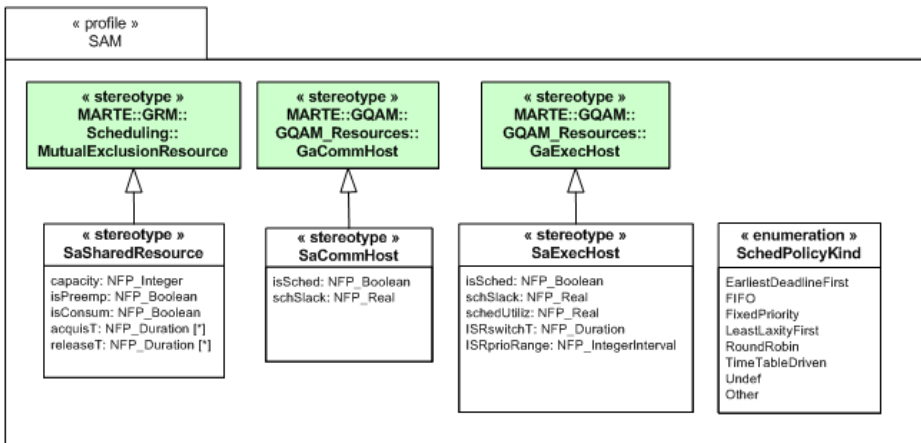 « profile »
SAM
« stereotype »
MARTE::GRM::
Scheduling::
MutualExclusionResource
« stereotype »
MARTE::GQAM::
GQAM_Resources::
GaCommHost
« stereotype »
MARTE::GQAM::
GQAM_Resources::
GaExecHost
« stereotype »
SaSharedResource
capacity: NFP_Integer
isPreemp: NFP_Boolean
isConsum: NFP_Boolean
acquisT: NFP_Duration [*]
releaseT: NFP_Duration [*]
« stereotype »
SaCommHost
isSched: NFP_Boolean
schSlack: NFP_Real
« stereotype »
SaExecHost
isSched: NFP_Boolean
schSlack: NFP_Real
schedUtiliz: NFP_Real
ISRswitchT: NFP_Duration
ISRprioRange: NFP_IntegerInterval
« enumeration »
SchedPolicyKind
EarliestDeadlineFirst
FIFO
FixedPriority
LeastLaxityFirst
RoundRobin
TimeTableDriven
Undef
Other